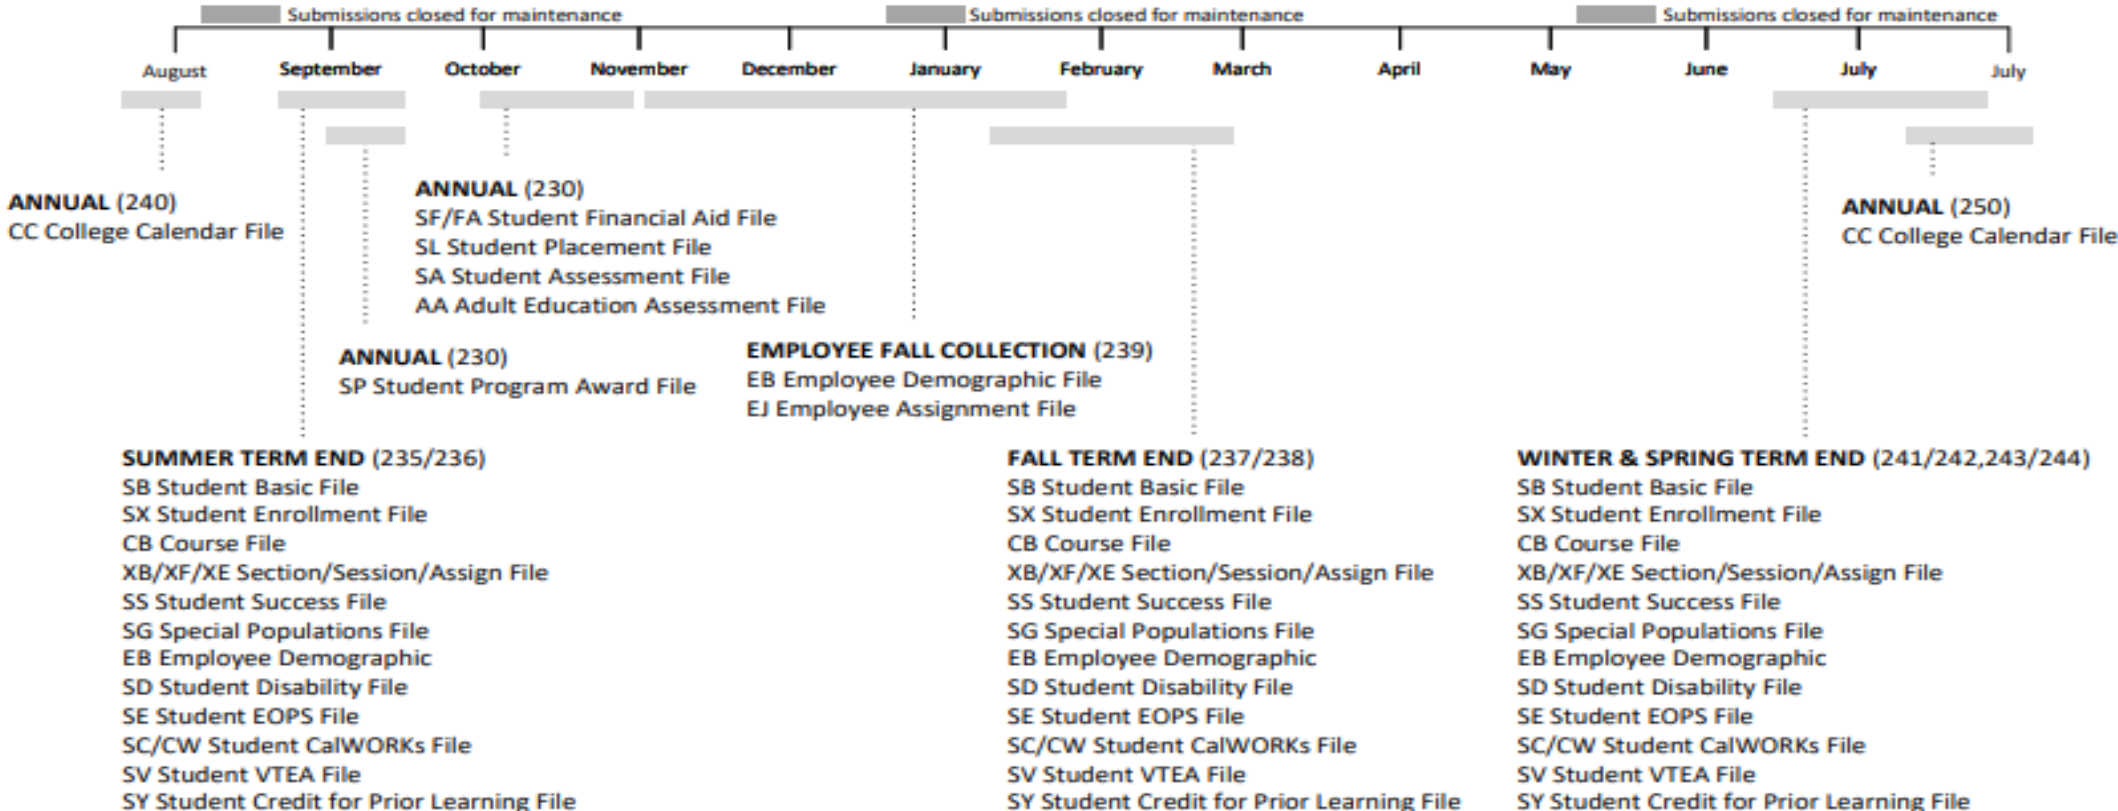 Submissions closed for maintenance
Submissions closed for maintenance
Submissions closed for maintenance
August
September
October
November
December
January
February
March
April
May
June
July
July
ANNUAL (240)
CC College Calendar File
ANNUAL (230)
SF/FA Student Financial Aid File
SL Student Placement File
SA Student Assessment File
AA Adult Education Assessment File
ANNUAL (250)
CC College Calendar File
ANNUAL (230)
SP Student Program Award File
EMPLOYEE FALL COLLECTION (239)
EB Employee Demographic File
EJ Employee Assignment File
SUMMER TERM END (235/236)
SB Student Basic File
SX Student Enrollment File
CB Course File
XB/XF/XE Section/Session/Assign File
SS Student Success File
SG Special Populations File
EB Employee Demographic
SD Student Disability File
SE Student EOPS File
SC/CW Student CalWORKs File
SV Student VTEA File
SY Student Credit for Prior Learning File
FALL TERM END (237/238)
SB Student Basic File
SX Student Enrollment File
CB Course File
XB/XF/XE Section/Session/Assign File
SS Student Success File
SG Special Populations File
EB Employee Demographic
SD Student Disability File
SE Student EOPS File
SC/CW Student CalWORKs File
SV Student VTEA File
SY Student Credit for Prior Learning File
WINTER & SPRING TERM END (241/242,243/244)
SB Student Basic File
SX Student Enrollment File
CB Course File
XB/XF/XE Section/Session/Assign File
SS Student Success File
SG Special Populations File
EB Employee Demographic
SD Student Disability File
SE Student EOPS File
SC/CW Student CalWORKs File
SV Student VTEA File
SY Student Credit for Prior Learning File